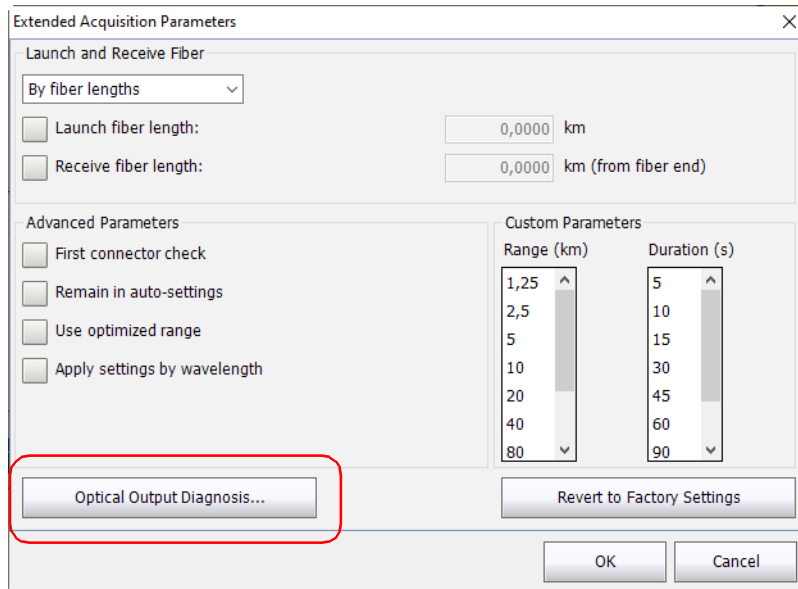 Extended Acquisition Parameters
Launch and Receive Fiber
By fiber lengths
Launch fiber length:
0,0000 km
Receive fiber length:
0,0000 km (from fiber end)
Advanced Parameters
First connector check
Remain in auto-settings
Use optimized range
Apply settings by wavelength
Custom Parameters
Range (km)
1,25
2,5
5
10
20
40
80
Duration (s)
5
10
15
30
45
60
90
Optical Output Diagnosis...
Revert to Factory Settings
OK
Cancel